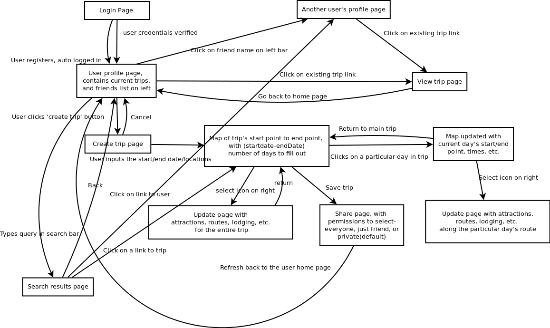 Login Page
Another user's profile page
user credentials verified
Click on existing trip link
Click on friend name on left bar
User registers, auto logged in
User profile page,
contains current trips,
and friends list on left
Click on existing trip link
View trip page
Go back to home page
User clicks 'create trip' button
Cancel
Create trip page
Map of trip's start point to end point,
with (startdate-endDate)
number of days to fill out
Return to main trip
Map updated with
current day's start/end
point, times, etc.
User inputs the start/end date/locations
Clicks on a particular day in trip
Back
Click on link to user
select icon on right
return
Save trip
Select icon on right
Update page with
attractions, routes, lodging, etc.
for the entire trip
Share page, with
permissions to select-
everyone, just friend, or
private(default)
Update page with attractions,
routes, lodging, etc.
along the particular day's route
Types query in search bar
Click on a link to trip
Refresh back to the user home page
Search results page